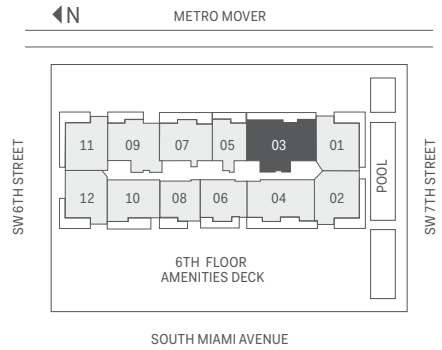 N
METRO MOVER
SW 6TH STREET
11
09
07
05
03
01
12
10
08
06
04
02
POOL
SW 7TH STREET
6TH FLOOR
AMENITIES DECK
SOUTH MIAMI AVENUE